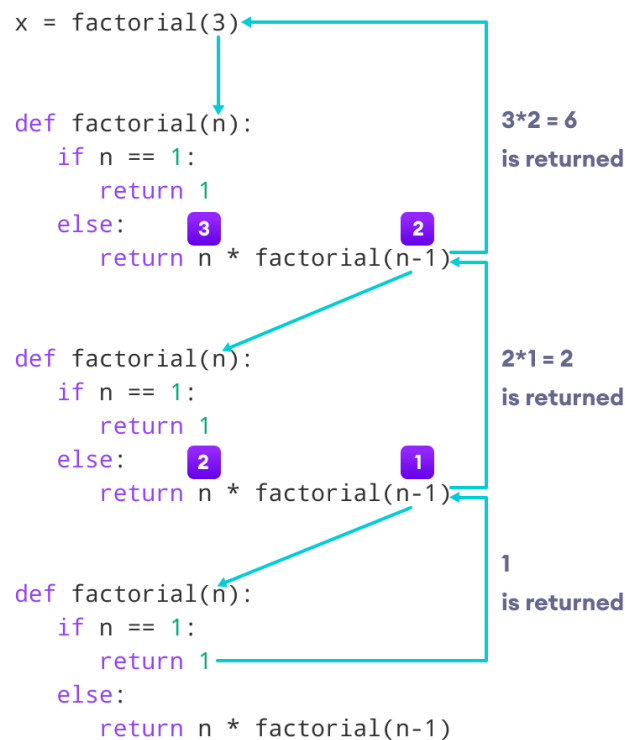 x = factorial(3)
def factorial(n):
3*2 = 6
if n == 1:
is returned
return 1
else:
3
2
return n * factorial(n-1)
def factorial(n):
2*1 = 2
if n == 1:
is returned
return 1
else:
2
1
return n * factorial(n-1)
1
def factorial(n):
is returned
if n == 1:
return 1
else:
return n * factorial(n-1)